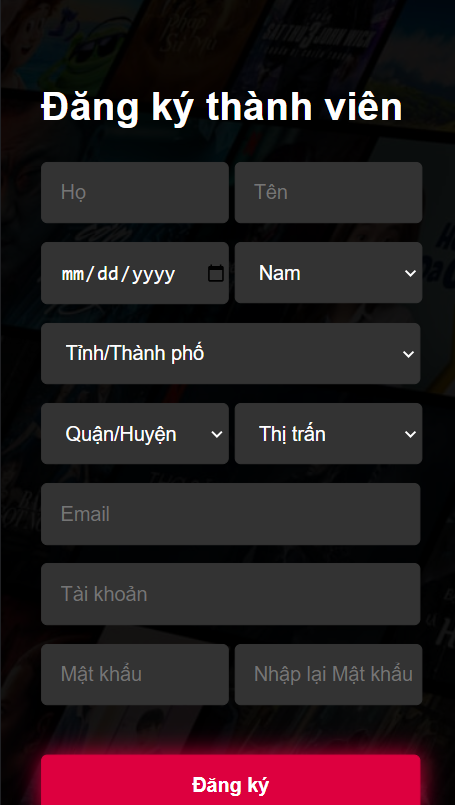 Đăng ký thành viên
Họ
Tên
mm/dd/yyyy
Nam
Tỉnh/Thành phố
Quận/Huyện
Thị trấn
Email
Tài khoản
Mật khẩu
Nhập lại Mật khẩu
Đăng ký